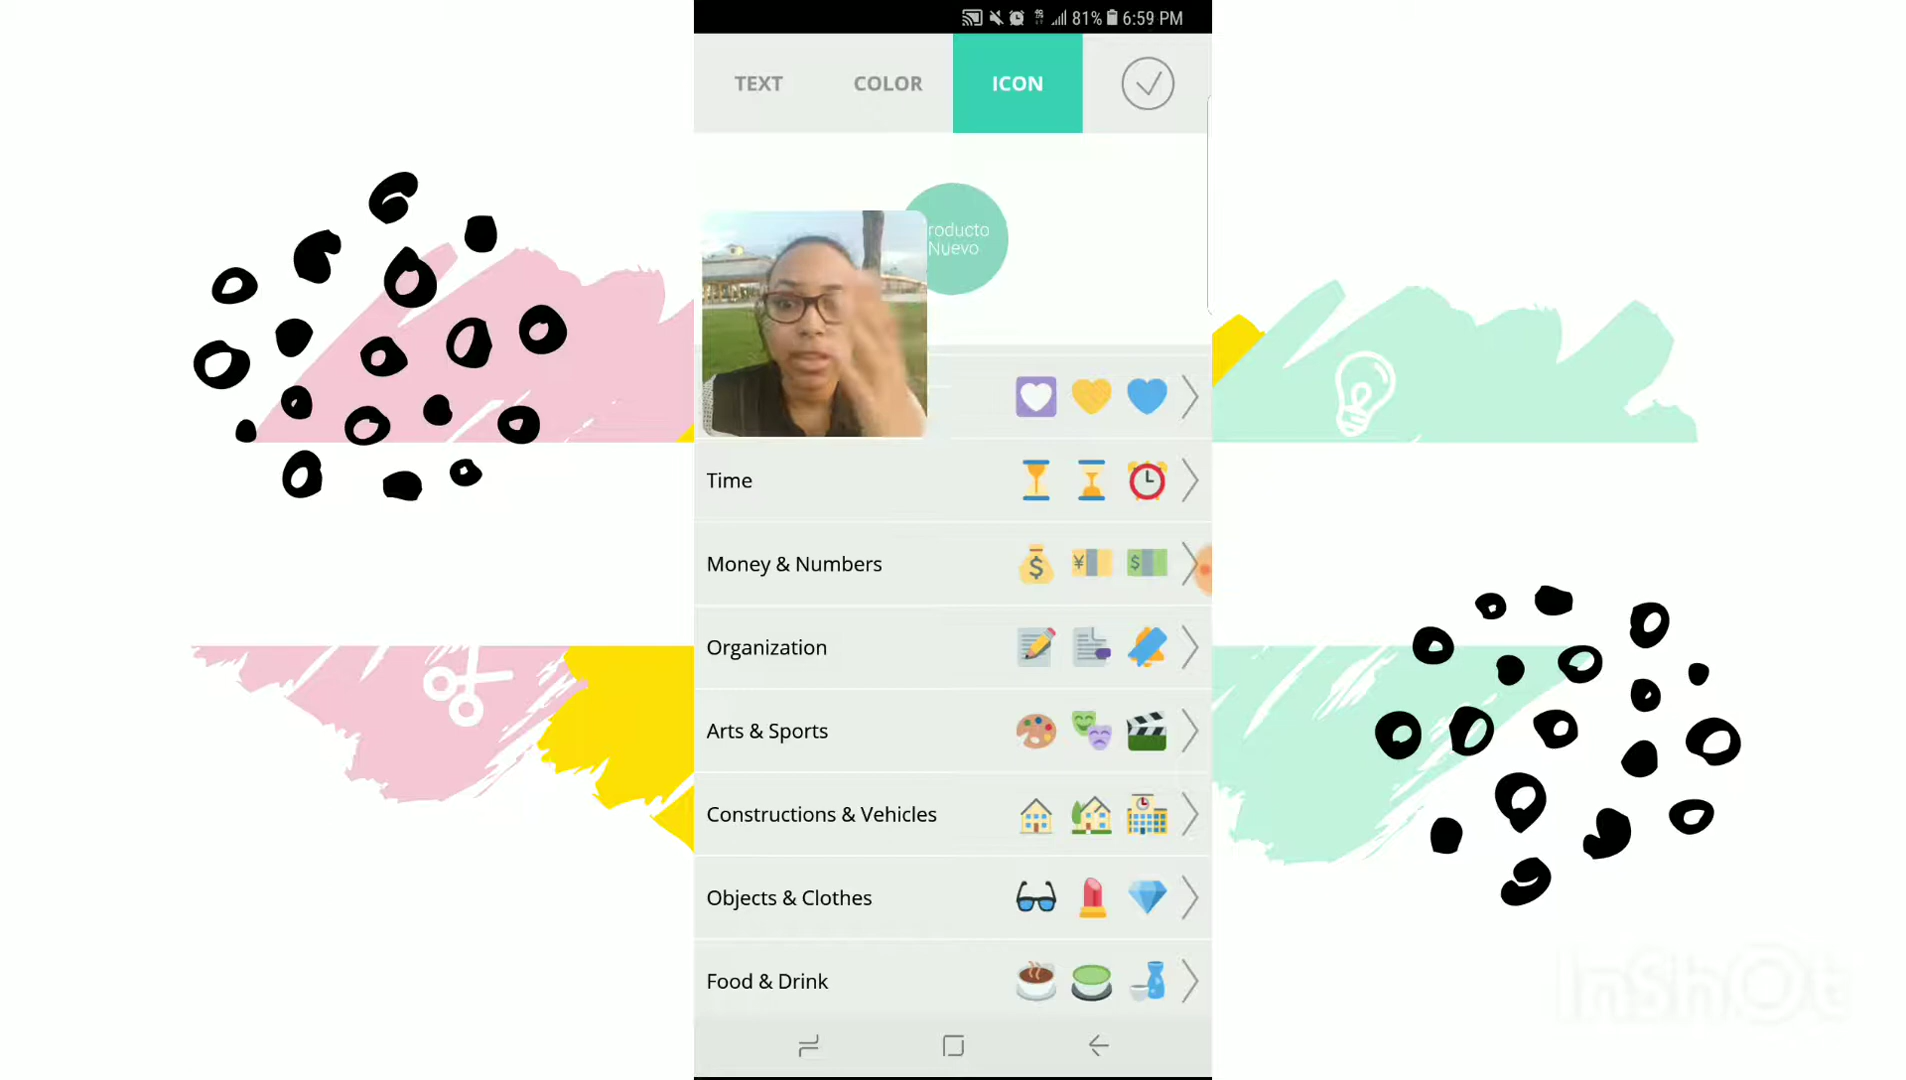 81% 6:59 PM
TEXT COLOR ICON
roducto
Nuevo
Time
Money & Numbers
Organization
Arts & Sports
Constructions & Vehicles
Objects & Clothes
Food & Drink
InShOt